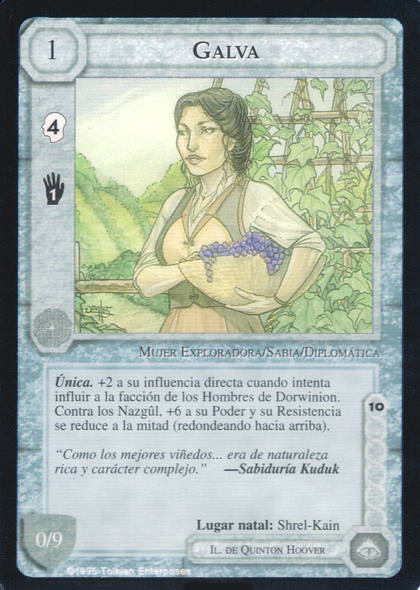 1
GALVA
4
1
MUJER EXPLORADORA/SABIA/DIPLOMÁTICA
Única. +2 a su influencia directa cuando intenta
influir a la facción de los Hombres de Dorwinion.
Contra los Nazgûl, +6 a su Poder y su Resistencia
se reduce a la mitad (redondeando hacia arriba).
10
“Como los mejores viñedos... era de naturaleza
rica y carácter complejo.” —Sabiduría Kuduk
Lugar natal: Shrel-Kain
0/9
IL. DE QUINTON HOOVER
©1995 Tolkien Enterprises